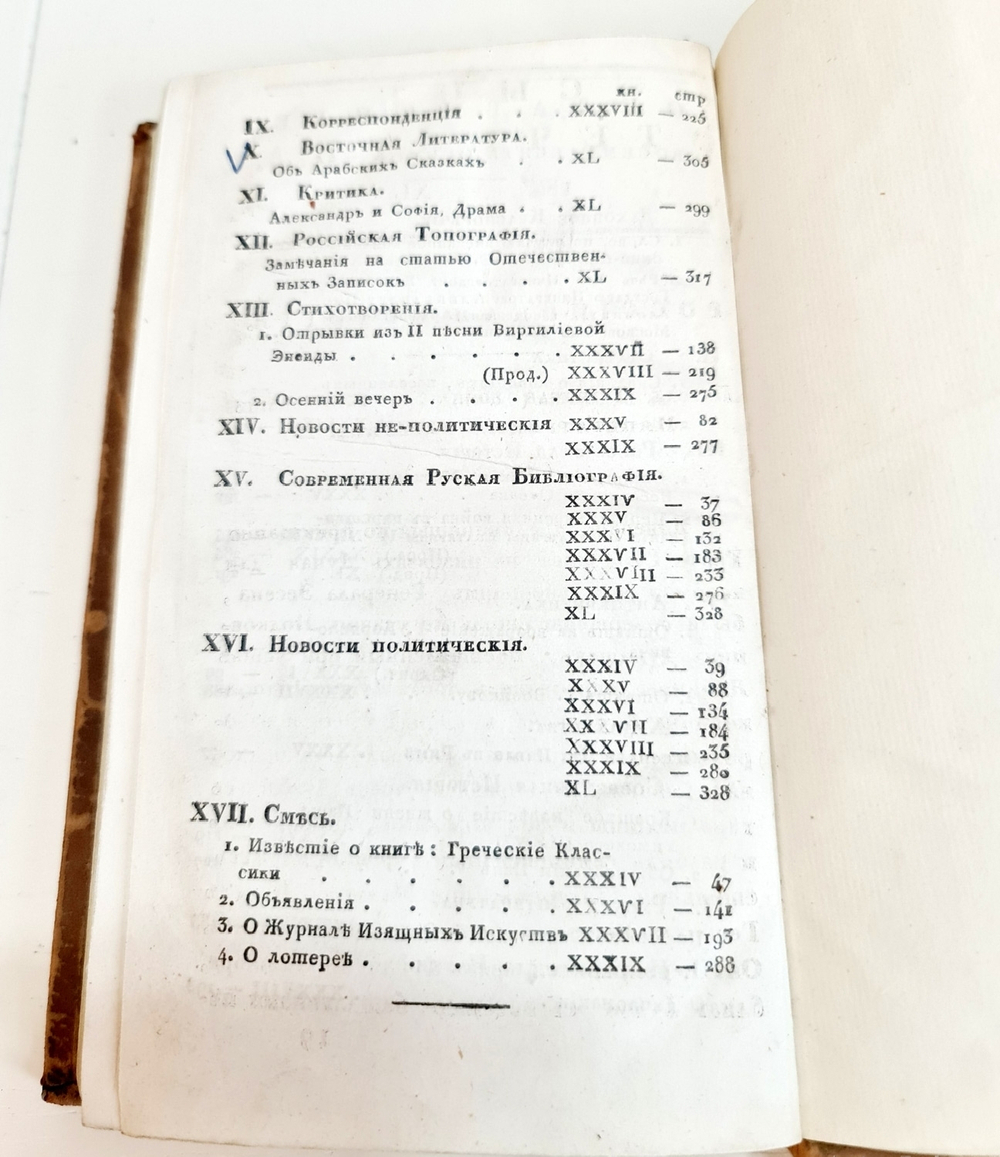 кн. стр
IX. Корреспонденція . . . XXXVIII — 225
X. Восточная Литература.
Объ Арабскихъ Сказкахъ . . XL — 305
XI. Критика.
Александръ и Софія, Драма . . XL — 299
XII. Россійская Топографія.
Замѣчанія на статью Отечествен-
ныхъ Записокъ . . . . XL — 317
XIII. Стихотворенія.
1. Отрывки изъ II пѣсни Виргиліевой
Энеиды . . . . . . XXXVII — 138
(Прод.) XXXVIII — 219
2. Осенній вечеръ . . . . XXXIX — 275
XIV. Новости не-политическія XXXV — 82
XXXIX — 277
XV. Современная Руская Библіографія.
XXXIV — 37
XXXV — 86
XXXVI — 132
XXXVII — 183
XXXVIII — 233
XXXIX — 276
XL — 328
XVI. Новости политическія.
XXXIV — 39
XXXV — 88
XXXVI — 134
XXXVII — 184
XXXVIII — 235
XXXIX — 280
XL — 328
XVII. Смѣсь.
1. Извѣстіе о книгѣ: Греческіе Клас-
сики . . . . . . XXXIV — 47
2. Объявленія . . . . . XXXVI — 141
3. О Журналѣ Изящныхъ Искуствъ XXXVII — 193
4. О лотереѣ . . . . . XXXIX — 288